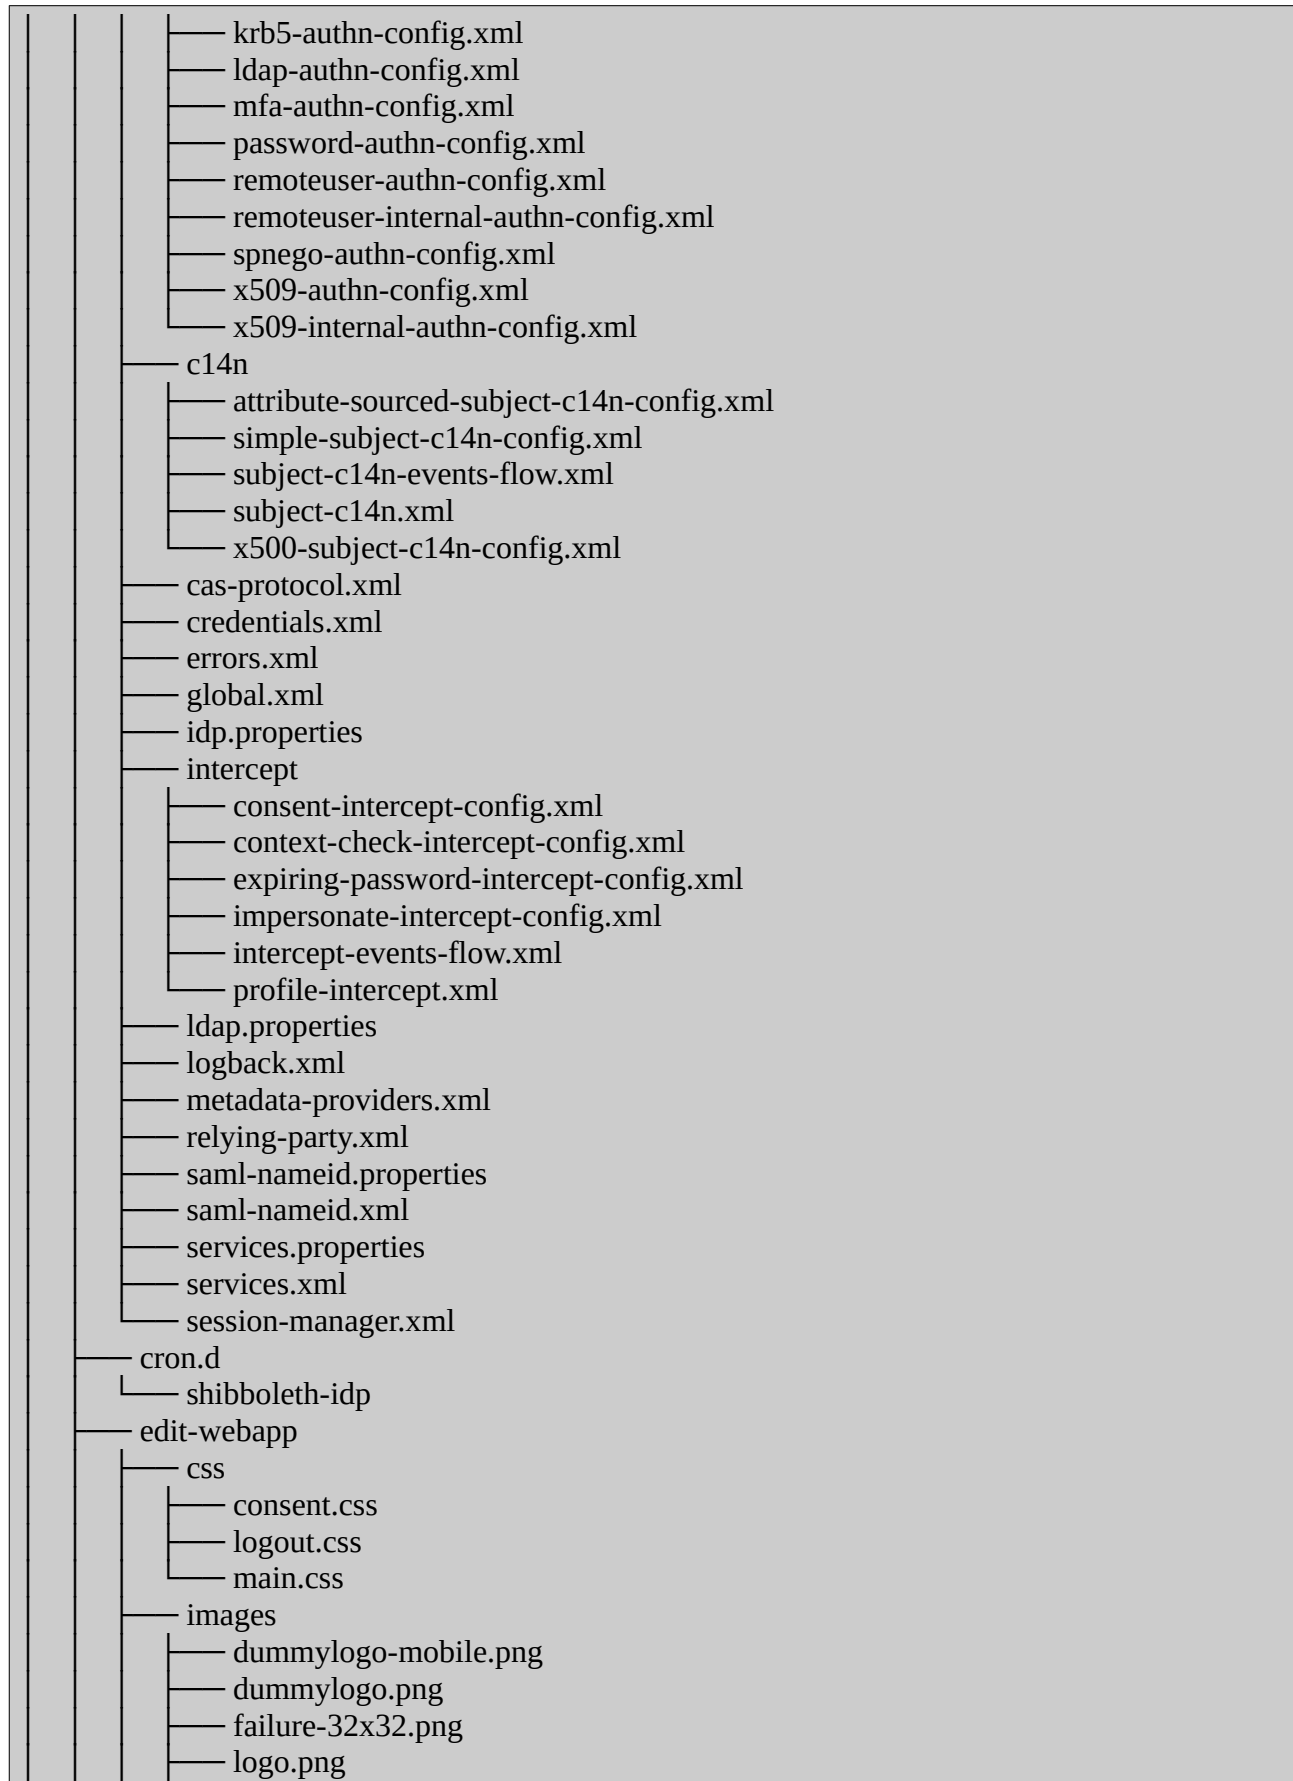 │   │   │   ├── krb5-authn-config.xml
│   │   │   ├── ldap-authn-config.xml
│   │   │   ├── mfa-authn-config.xml
│   │   │   ├── password-authn-config.xml
│   │   │   ├── remoteuser-authn-config.xml
│   │   │   ├── remoteuser-internal-authn-config.xml
│   │   │   ├── spnego-authn-config.xml
│   │   │   ├── x509-authn-config.xml
│   │   │   └── x509-internal-authn-config.xml
│   │   ├── c14n
│   │   │   ├── attribute-sourced-subject-c14n-config.xml
│   │   │   ├── simple-subject-c14n-config.xml
│   │   │   ├── subject-c14n-events-flow.xml
│   │   │   ├── subject-c14n.xml
│   │   │   └── x500-subject-c14n-config.xml
│   │   ├── cas-protocol.xml
│   │   ├── credentials.xml
│   │   ├── errors.xml
│   │   ├── global.xml
│   │   ├── idp.properties
│   │   ├── intercept
│   │   │   ├── consent-intercept-config.xml
│   │   │   ├── context-check-intercept-config.xml
│   │   │   ├── expiring-password-intercept-config.xml
│   │   │   ├── impersonate-intercept-config.xml
│   │   │   ├── intercept-events-flow.xml
│   │   │   └── profile-intercept.xml
│   │   ├── ldap.properties
│   │   ├── logback.xml
│   │   ├── metadata-providers.xml
│   │   ├── relying-party.xml
│   │   ├── saml-nameid.properties
│   │   ├── saml-nameid.xml
│   │   ├── services.properties
│   │   ├── services.xml
│   │   └── session-manager.xml
│   ├── cron.d
│   │   └── shibboleth-idp
│   ├── edit-webapp
│   │   ├── css
│   │   │   ├── consent.css
│   │   │   ├── logout.css
│   │   │   └── main.css
│   │   ├── images
│   │   │   ├── dummylogo-mobile.png
│   │   │   ├── dummylogo.png
│   │   │   ├── failure-32x32.png
│   │   │   ├── logo.png